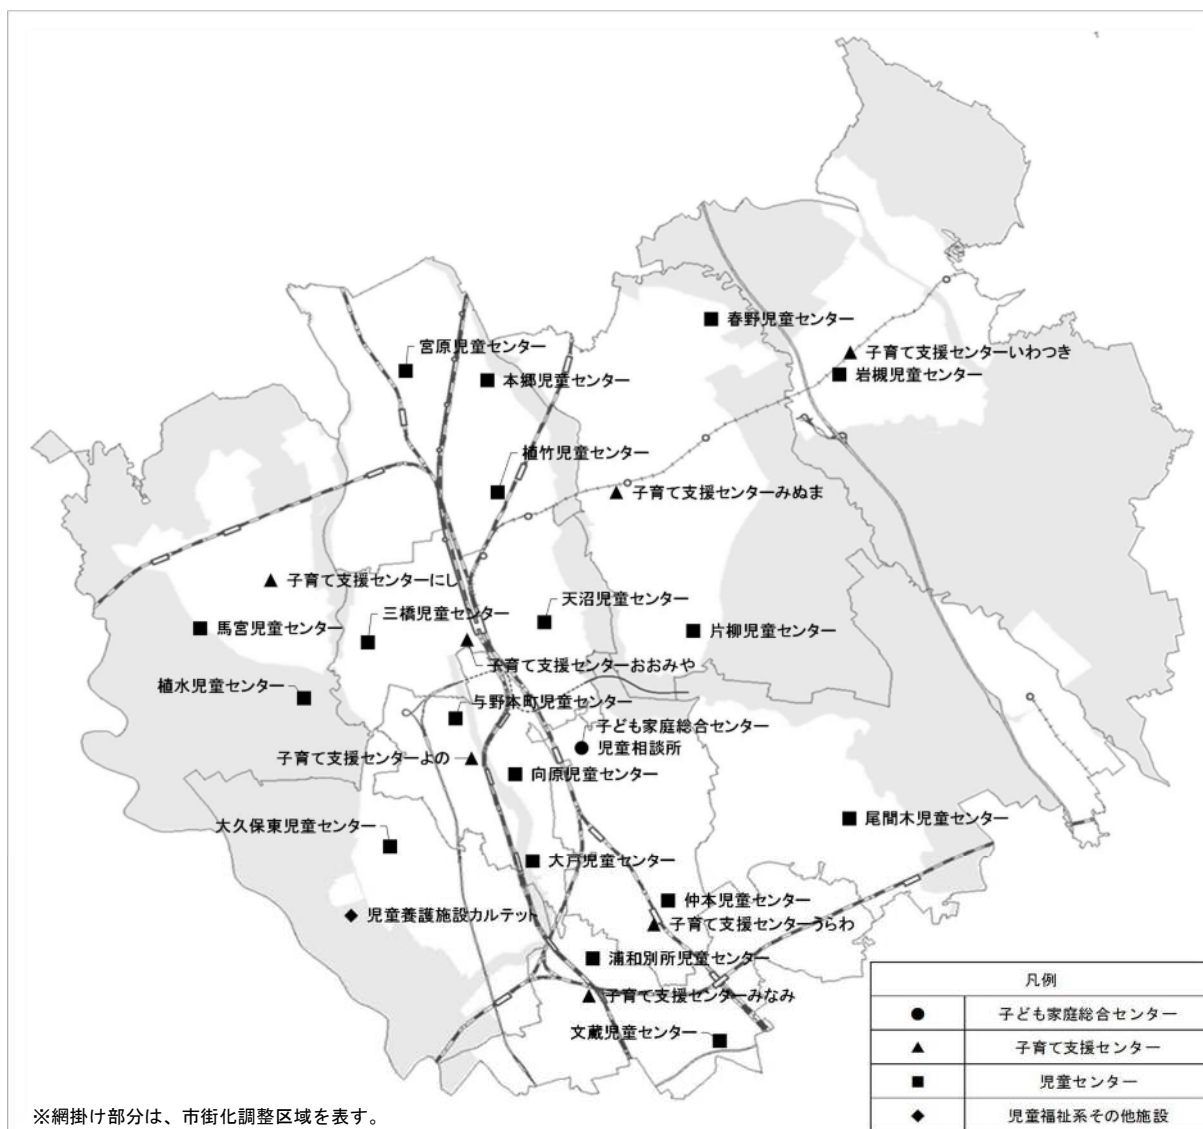 春野児童センター
宮原児童センター
子育て支援センターいわつき
岩槻児童センター
本郷児童センター
植竹児童センター
子育て支援センターみぬま
子育て支援センターにし
天沼児童センター
三橋児童センター
馬宮児童センター
片柳児童センター
子育て支援センターおおみや
植水児童センター
与野本町児童センター
子ども家庭総合センター
児童相談所
子育て支援センターよの
向原児童センター
尾間木児童センター
大久保東児童センター
大戸児童センター
仲本児童センター
児童養護施設カルテット
子育て支援センターうらわ
浦和別所児童センター
子育て支援センターみなみ
文蔵児童センター
凡例
● 子ども家庭総合センター
▲ 子育て支援センター
■ 児童センター
◆ 児童福祉系その他施設
※網掛け部分は、市街化調整区域を表す。